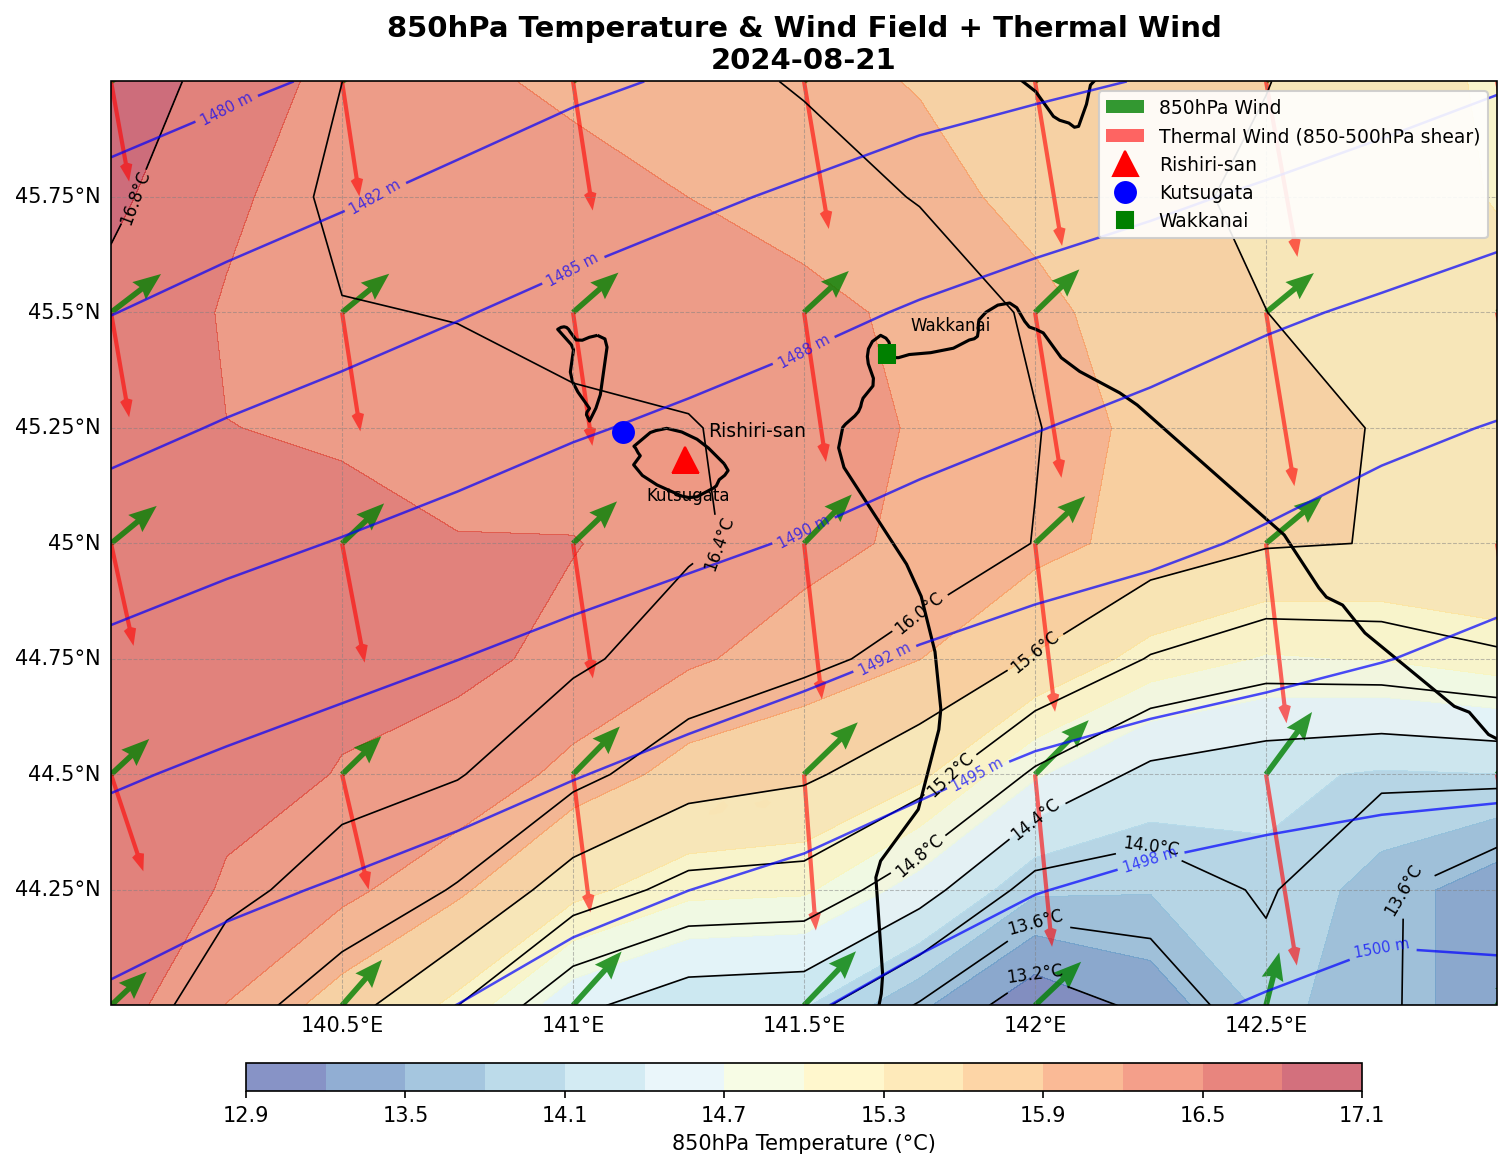 850hPa Temperature & Wind Field + Thermal Wind
2024-08-21
850hPa Wind
Thermal Wind (850-500hPa shear)
Rishiri-san
Kutsugata
Wakkanai
1480 m
16.8°C
1482 m
1485 m
1488 m
Wakkanai
Rishiri-san
Kutsugata
16.4°C
1490 m
16.0°C
1492 m
15.6°C
15.2°C
1495 m
14.4°C
14.8°C
14.0°C
1498 m
13.6°C
13.6°C
1500 m
13.2°C
45.75°N
45.5°N
45.25°N
45°N
44.75°N
44.5°N
44.25°N
140.5°E 141°E 141.5°E 142°E 142.5°E
12.9 13.5 14.1 14.7 15.3 15.9 16.5 17.1
850hPa Temperature (°C)